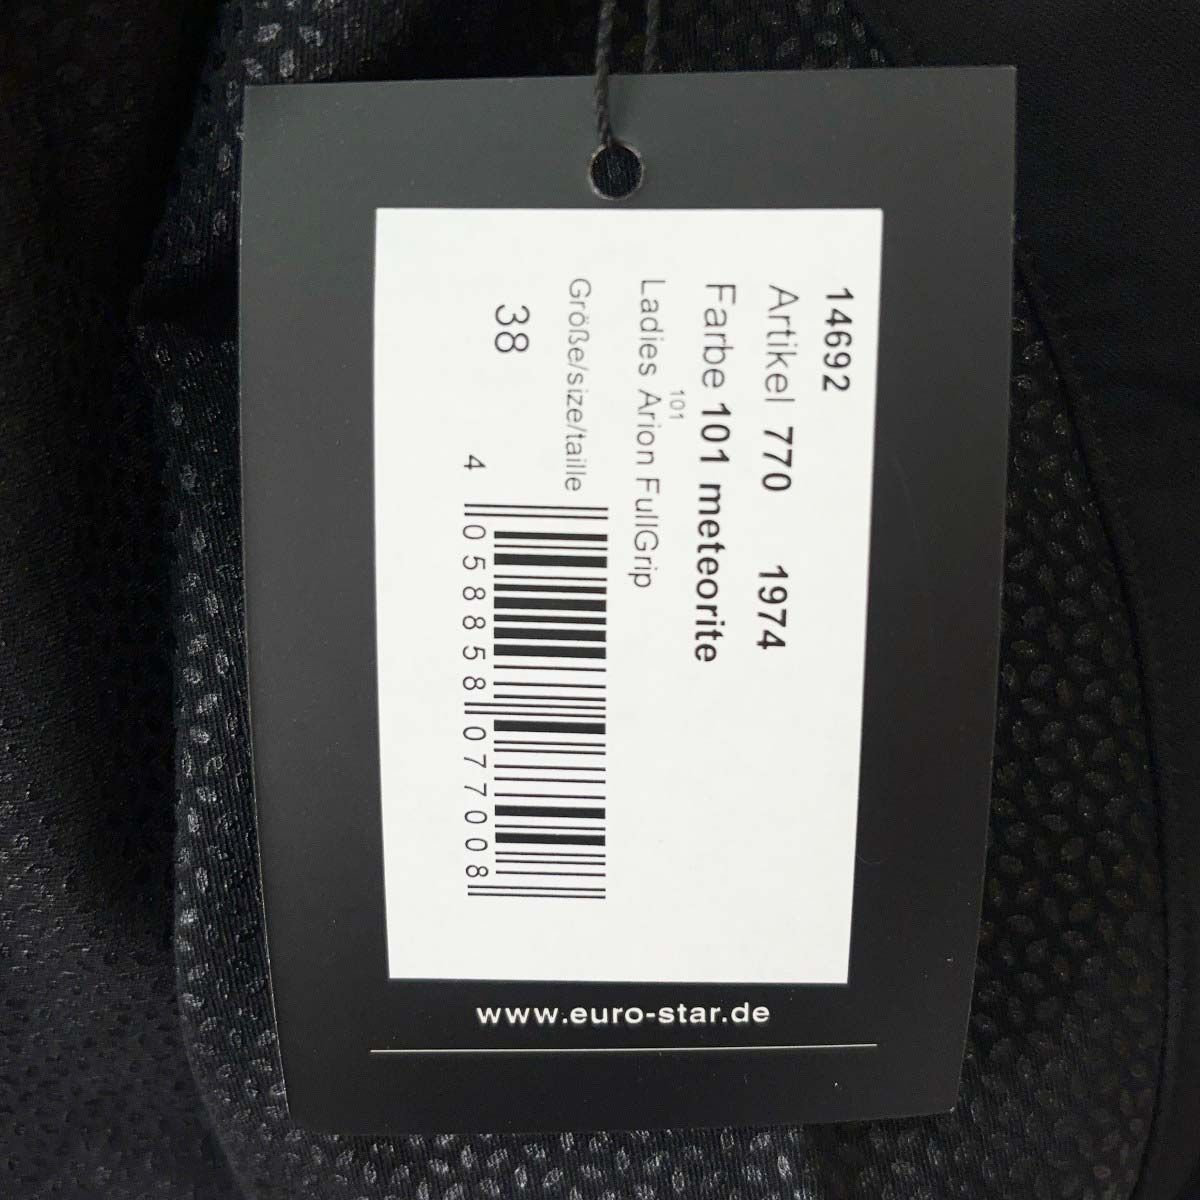 14692
Artikel 770 1974
Farbe 101 meteorite
101
Ladies Arion FullGrip
Größe/size/taille
38
4 058858 077008
www.euro-star.de